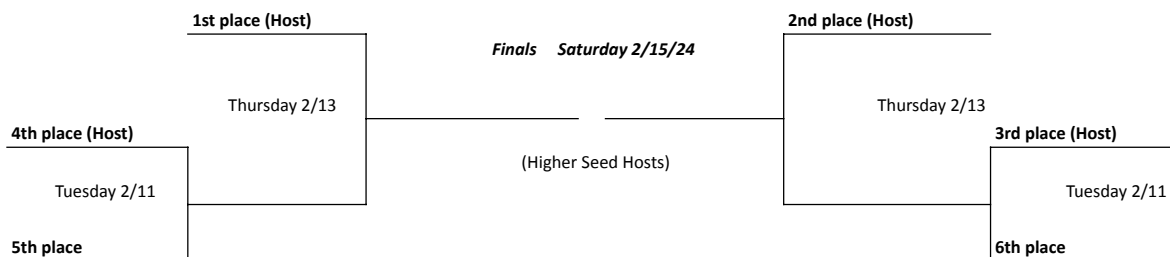 1st place (Host)
2nd place (Host)
Finals Saturday 2/15/24
Thursday 2/13
Thursday 2/13
4th place (Host)
3rd place (Host)
(Higher Seed Hosts)
Tuesday 2/11
Tuesday 2/11
5th place
6th place